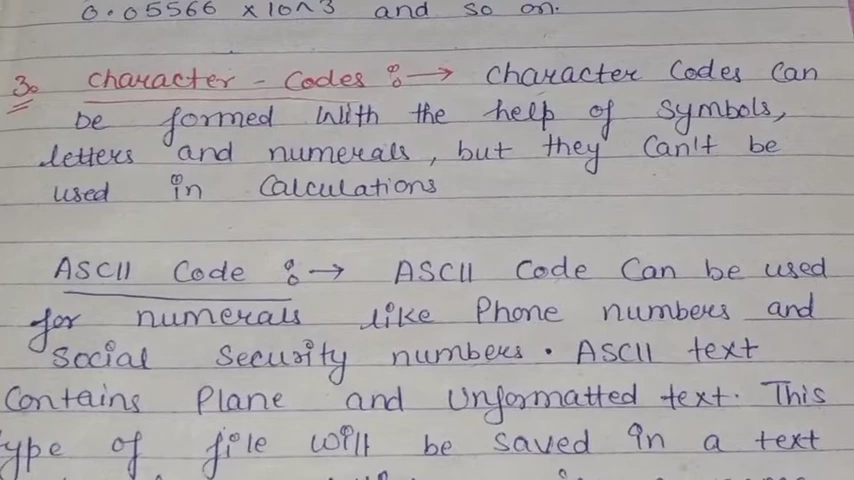 0.05566 ×10^3 and so on.
3. Character-Codes :→ Character Codes Can
be formed With the help of Symbols,
letters and numerals, but they Can't be
used in Calculations
ASCII Code :→ ASCII Code Can be used
for numerals like Phone numbers and
Social Security numbers. ASCII text
Contains Plane and Unformatted text. This
type of file will be saved in a text